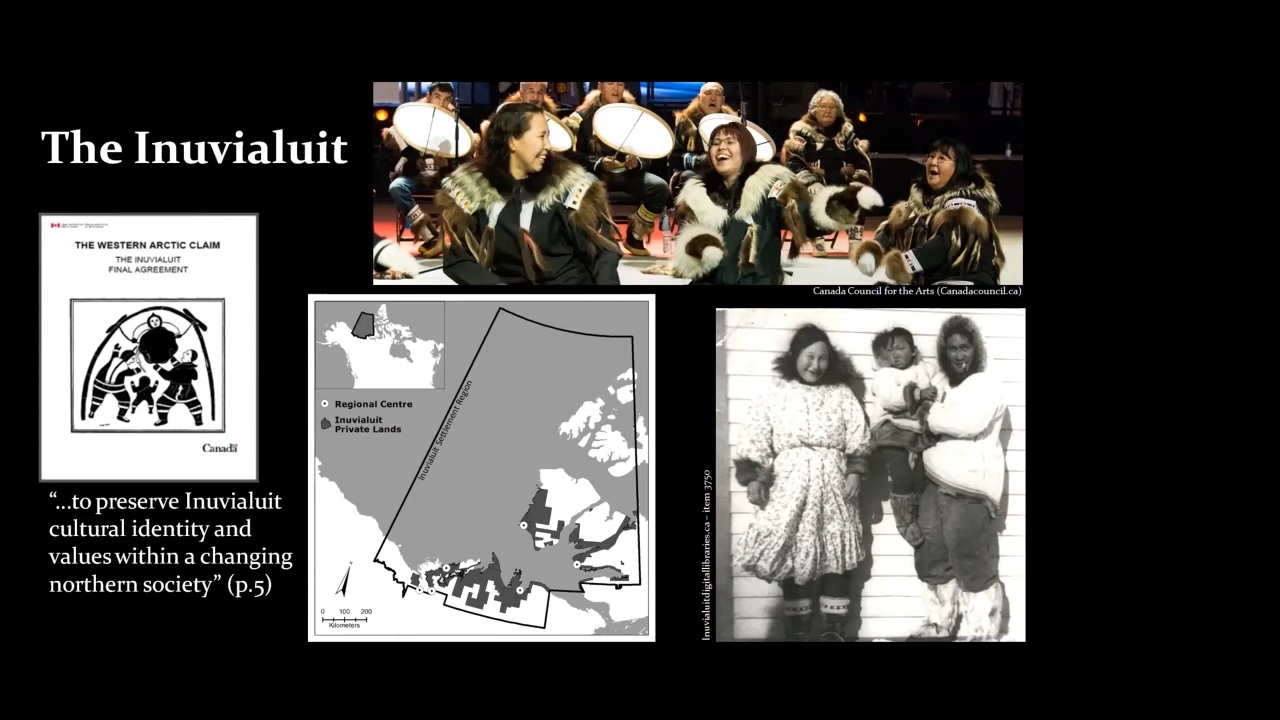 The Inuvialuit
THE WESTERN ARCTIC CLAIM
THE INUVIALUIT
FINAL AGREEMENT
Canada
“...to preserve Inuvialuit
cultural identity and
values within a changing
northern society” (p.5)
Canada Council for the Arts (Canadacouncil.ca)
Regional Centre
Inuvialuit
Private Lands
Inuvialuit Settlement Region
N
0 100 200
Kilometers
Inuvialuitdigitallibraries.ca – item 3750